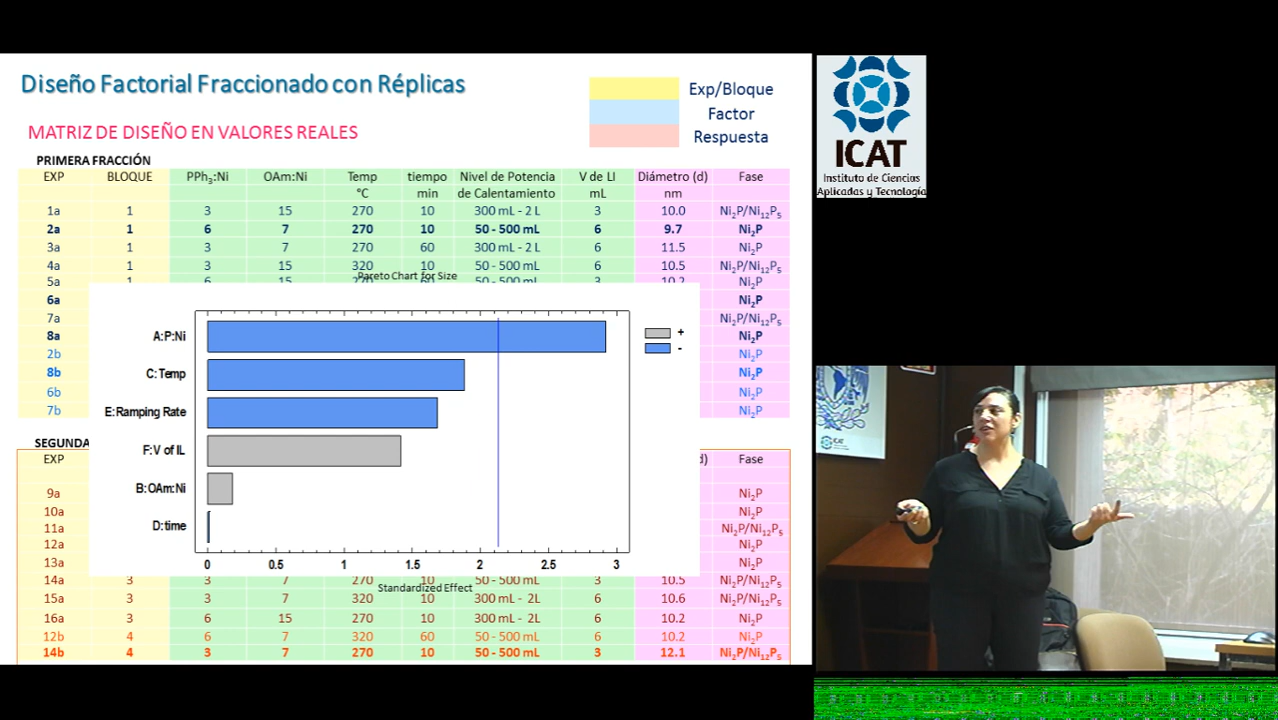 Diseño Factorial Fraccionado con Réplicas
Exp/Bloque
Factor
Respuesta
MATRIZ DE DISEÑO EN VALORES REALES
PRIMERA FRACCIÓN
EXP BLOQUE PPh3:Ni OAm:Ni Temp tiempo Nivel de Potencia V de LI Diámetro (d) Fase
°C min de Calentamiento mL nm
1a 1 3 15 270 10 300 mL - 2 L 3 10.0 Ni2P/Ni12P5
2a 1 6 7 270 10 50 - 500 mL 6 9.7 Ni2P
3a 1 3 7 270 60 300 mL - 2 L 6 11.5 Ni2P
4a 1 3 15 320 10 50 - 500 mL 6 10.5 Ni2P/Ni12P5
5a 1 6 15 270 60 50 - 500 mL 3 10.2 Ni2P
Pareto Chart for Size
6a Ni2P
7a Ni2P/Ni12P5
8a Ni2P
2b Ni2P
8b Ni2P
6b Ni2P
7b Ni2P
A:P:Ni
C:Temp
E:Ramping Rate
F:V of IL
B:OAm:Ni
D:time
+
-
0 0.5 1 1.5 2 2.5 3
Standardized Effect
SEGUNDA
EXP d) Fase
9a Ni2P
10a Ni2P
11a Ni2P/Ni12P5
12a Ni2P
13a Ni2P
14a 3 3 7 270 10 50 - 500 mL 3 10.5 Ni2P/Ni12P5
15a 3 3 7 320 10 300 mL - 2L 6 10.6 Ni2P/Ni12P5
16a 3 6 15 270 10 300 mL - 2L 6 10.2 Ni2P
12b 4 6 7 320 60 50 - 500 mL 6 10.2 Ni2P
14b 4 3 7 270 10 50 - 500 mL 3 12.1 Ni2P/Ni12P5
ICAT
Instituto de Ciencias
Aplicadas y Tecnología
ICAT